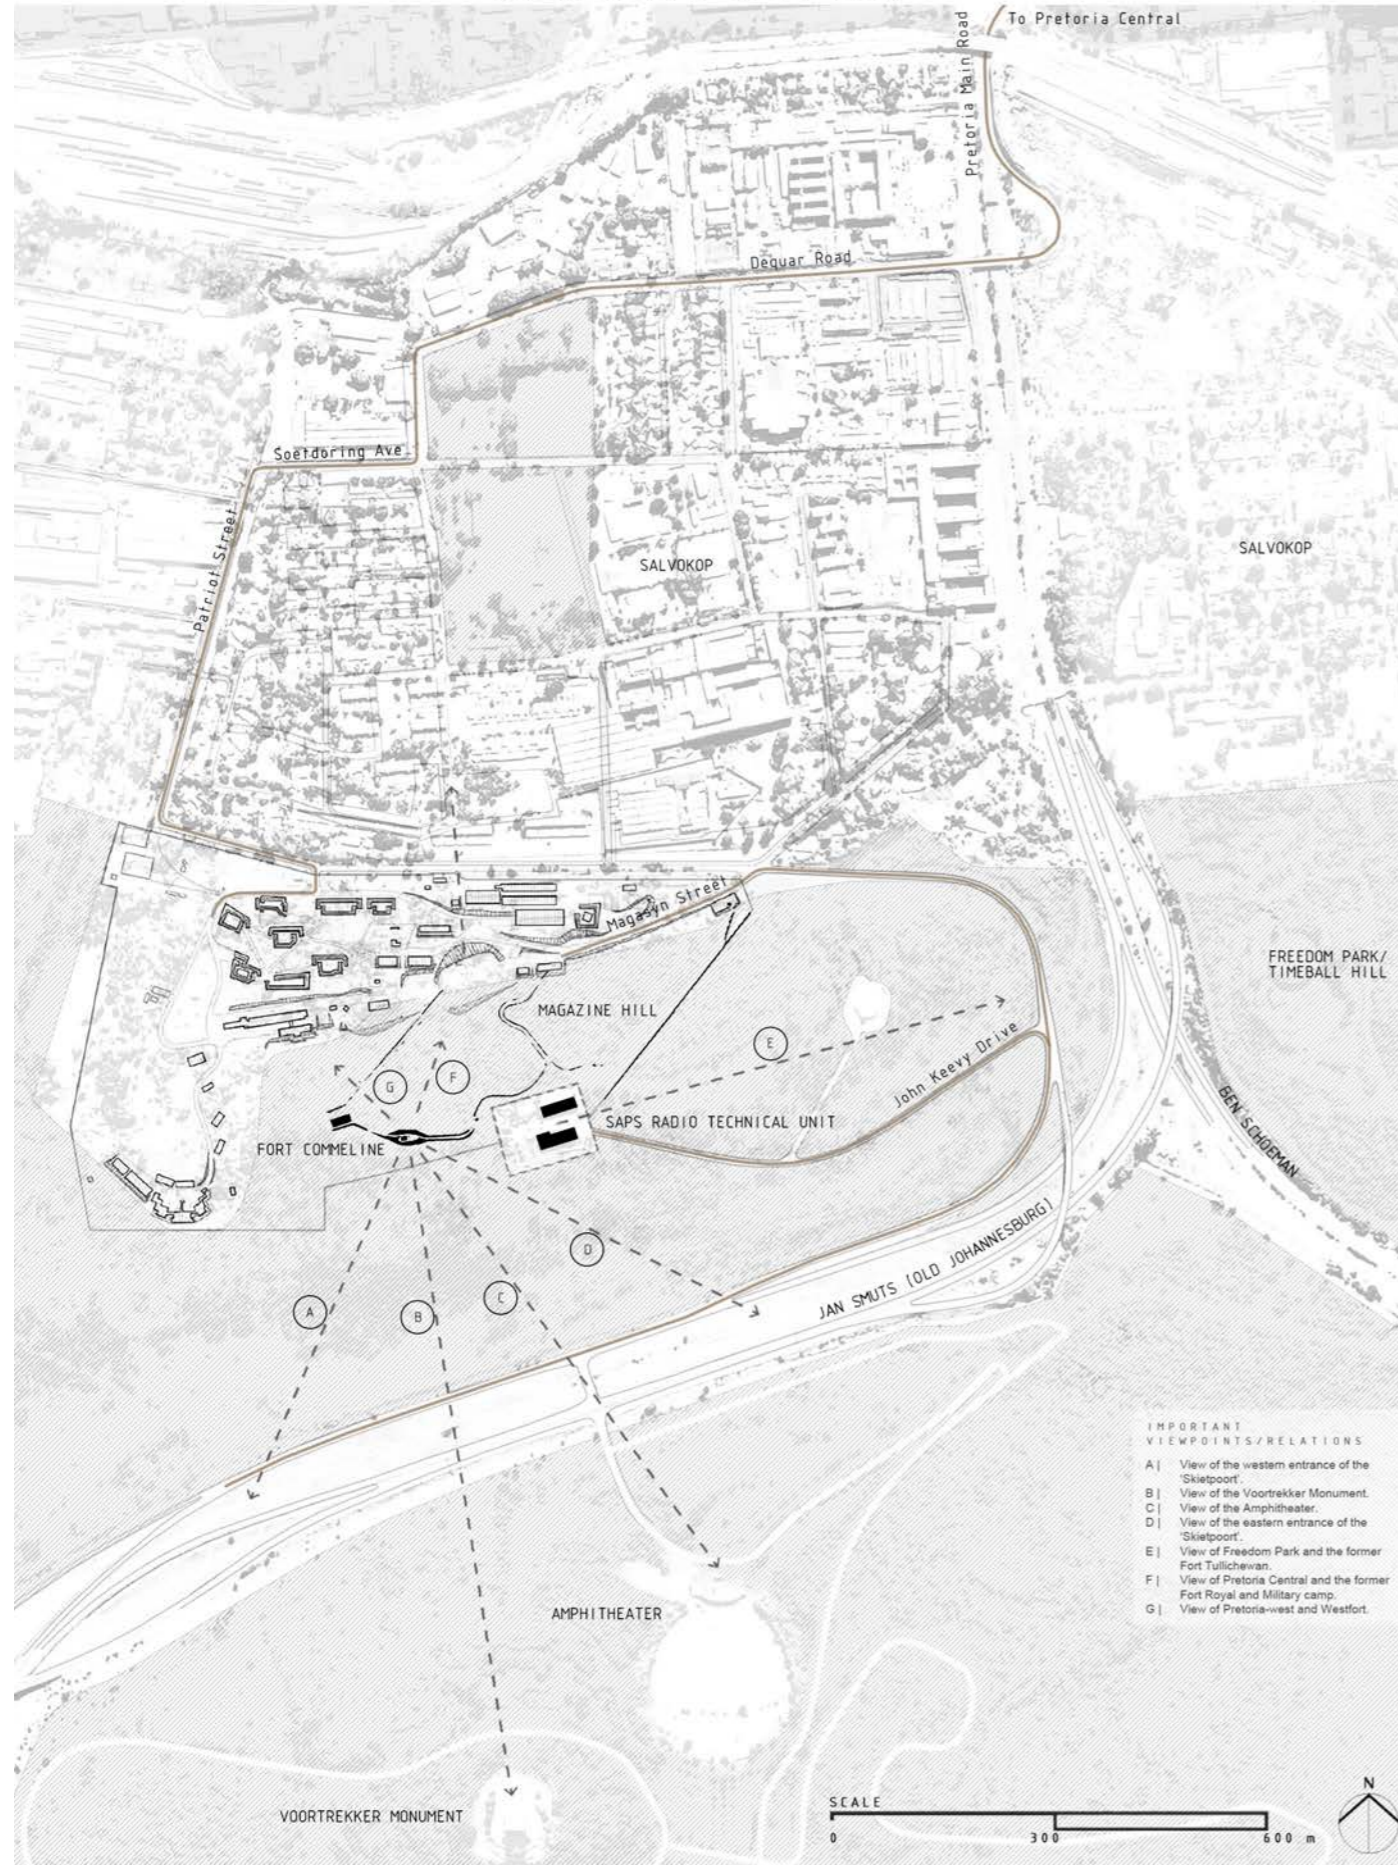 To Pretoria Central
Pretoria Main Road
Dequar Road
Soetdoring Ave
Patriot Street
SALVOKOP
SALVOKOP
Magasyn Street
FREEDOM PARK/
TIMEBALL HILL
MAGAZINE HILL
E
John Keevy Drive
G
F
SAPS RADIO TECHNICAL UNIT
FORT COMMELINE
BEN SCHOEMAN
D
JAN SMUTS (OLD JOHANNESBURG)
A
B
C
IMPORTANT
VIEWPOINTS/RELATIONS
A | View of the western entrance of the
'Skietpoort'.
B | View of the Voortrekker Monument.
C | View of the Amphitheater.
D | View of the eastern entrance of the
'Skietpoort'.
E | View of Freedom Park and the former
Fort Tullichewan.
F | View of Pretoria Central and the former
Fort Royal and Military camp.
G | View of Pretoria-west and Westfort.
AMPHITHEATER
VOORTREKKER MONUMENT
SCALE
0 300 600 m
N